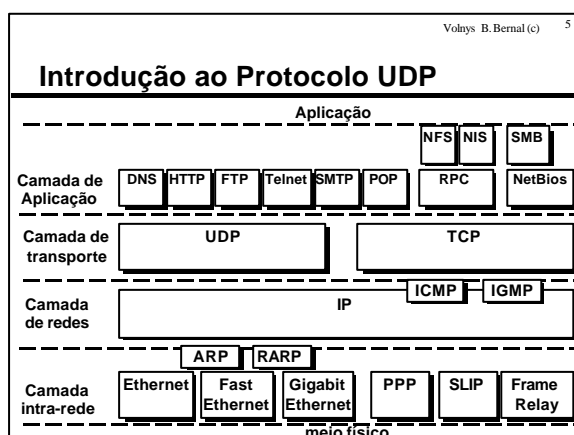 Volnys B. Bernal (c) 5
Introdução ao Protocolo UDP
Aplicação
NFS NIS SMB
Camada de Aplicação
DNS HTTP FTP Telnet SMTP POP RPC NetBios
Camada de transporte
UDP TCP
Camada de redes
IP ICMP IGMP
ARP RARP
Camada intra-rede
Ethernet Fast Ethernet Gigabit Ethernet PPP SLIP Frame Relay
meio físico